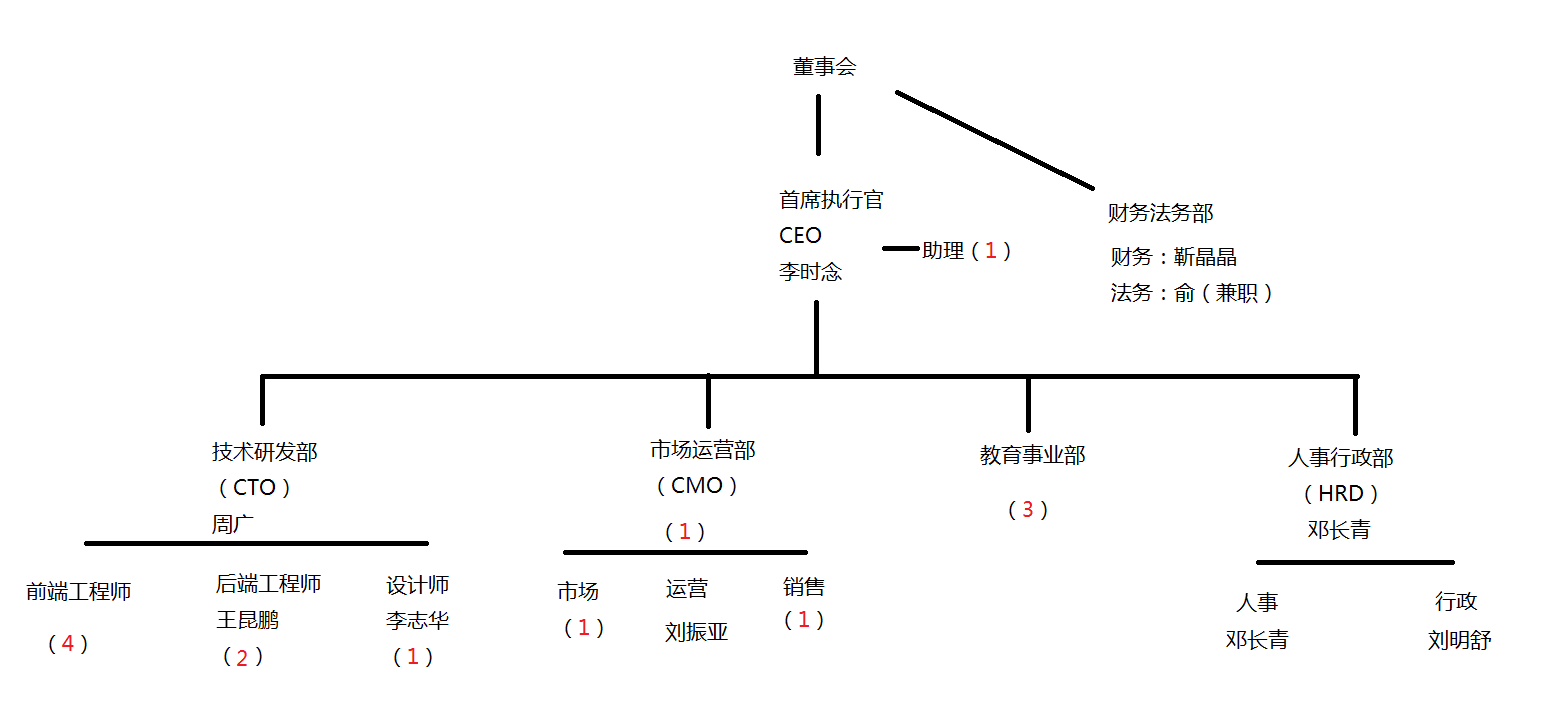 董事会
首席执行官
CEO
李时念
助理（1）
财务法务部
财务：靳晶晶
法务：俞（兼职）
技术研发部
（CTO）
周广
前端工程师
（4）
后端工程师
王昆鹏
（2）
设计师
李志华
（1）
市场运营部
（CMO）
（1）
市场
（1）
运营
刘振亚
销售
（1）
教育事业部
（3）
人事行政部
（HRD）
邓长青
人事
邓长青
行政
刘明舒